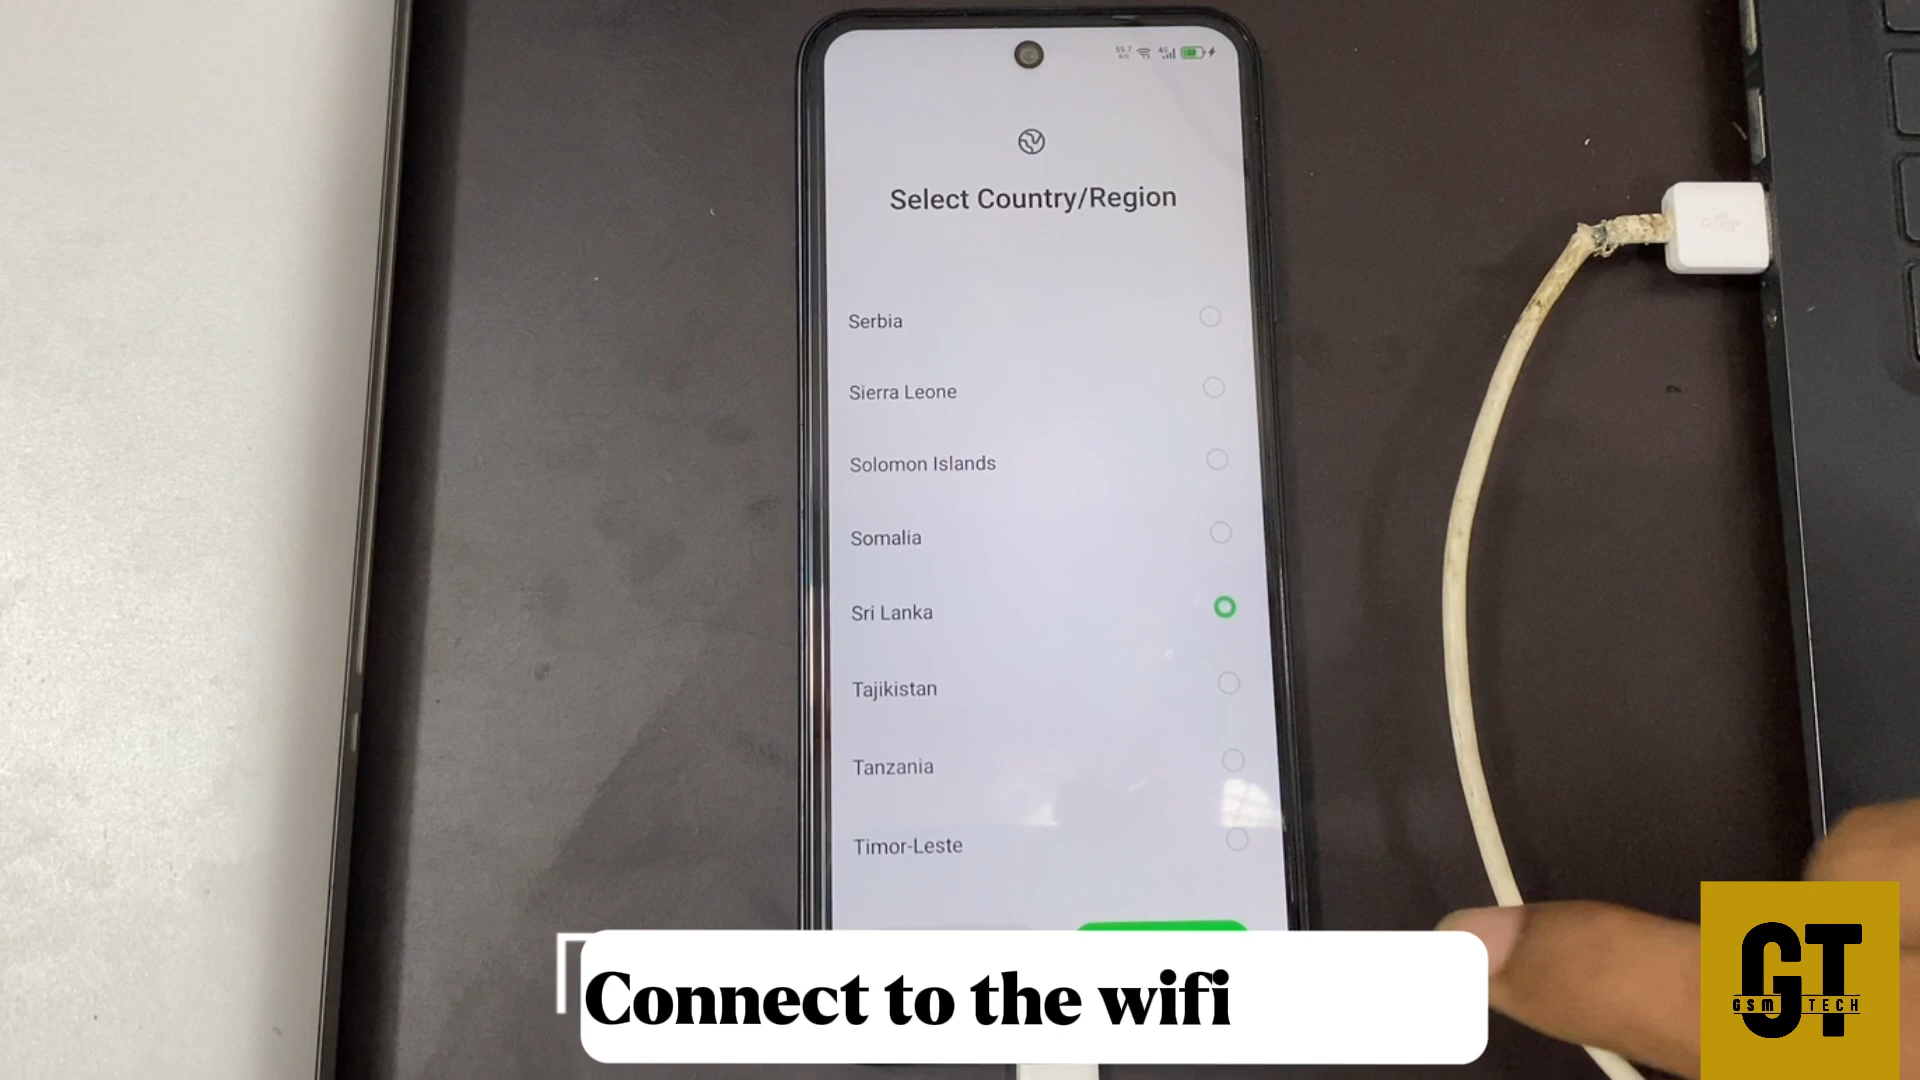 4G
Select Country/Region
Serbia
Sierra Leone
Solomon Islands
Somalia
Sri Lanka
Tajikistan
Tanzania
Timor-Leste
Connect to the wifi
GT
GSM TECH